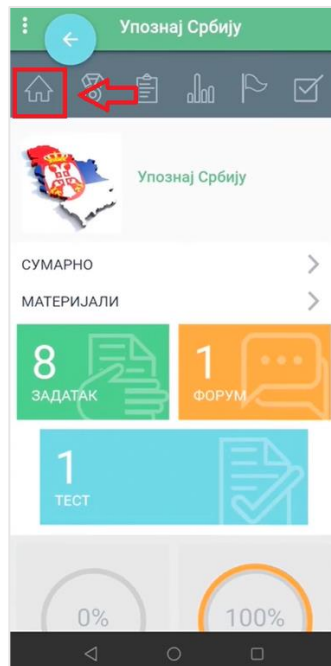 Упознај Србију
Упознај Србију
СУМАРНО
МАТЕРИЈАЛИ
8
ЗАДАТАК
1
ФОРУМ
1
ТЕСТ
0%
100%